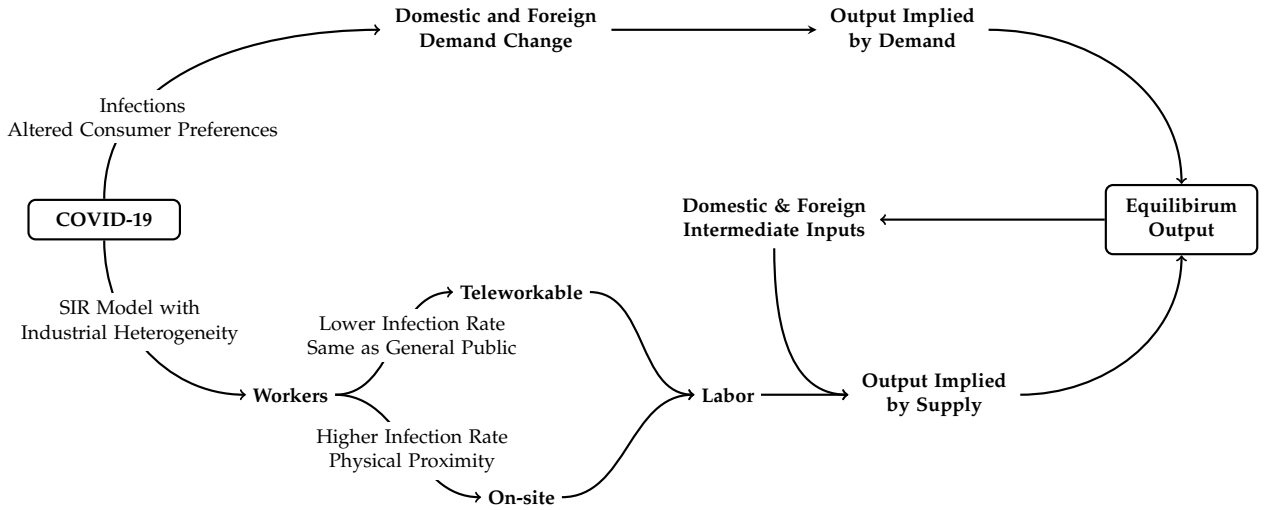 Domestic and Foreign
Demand Change
Output Implied
by Demand
Infections
Altered Consumer Preferences
COVID-19
Domestic & Foreign
Intermediate Inputs
Equilibirum
Output
SIR Model with
Industrial Heterogeneity
Teleworkable
Lower Infection Rate
Same as General Public
Workers
Labor
Output Implied
by Supply
Higher Infection Rate
Physical Proximity
On-site